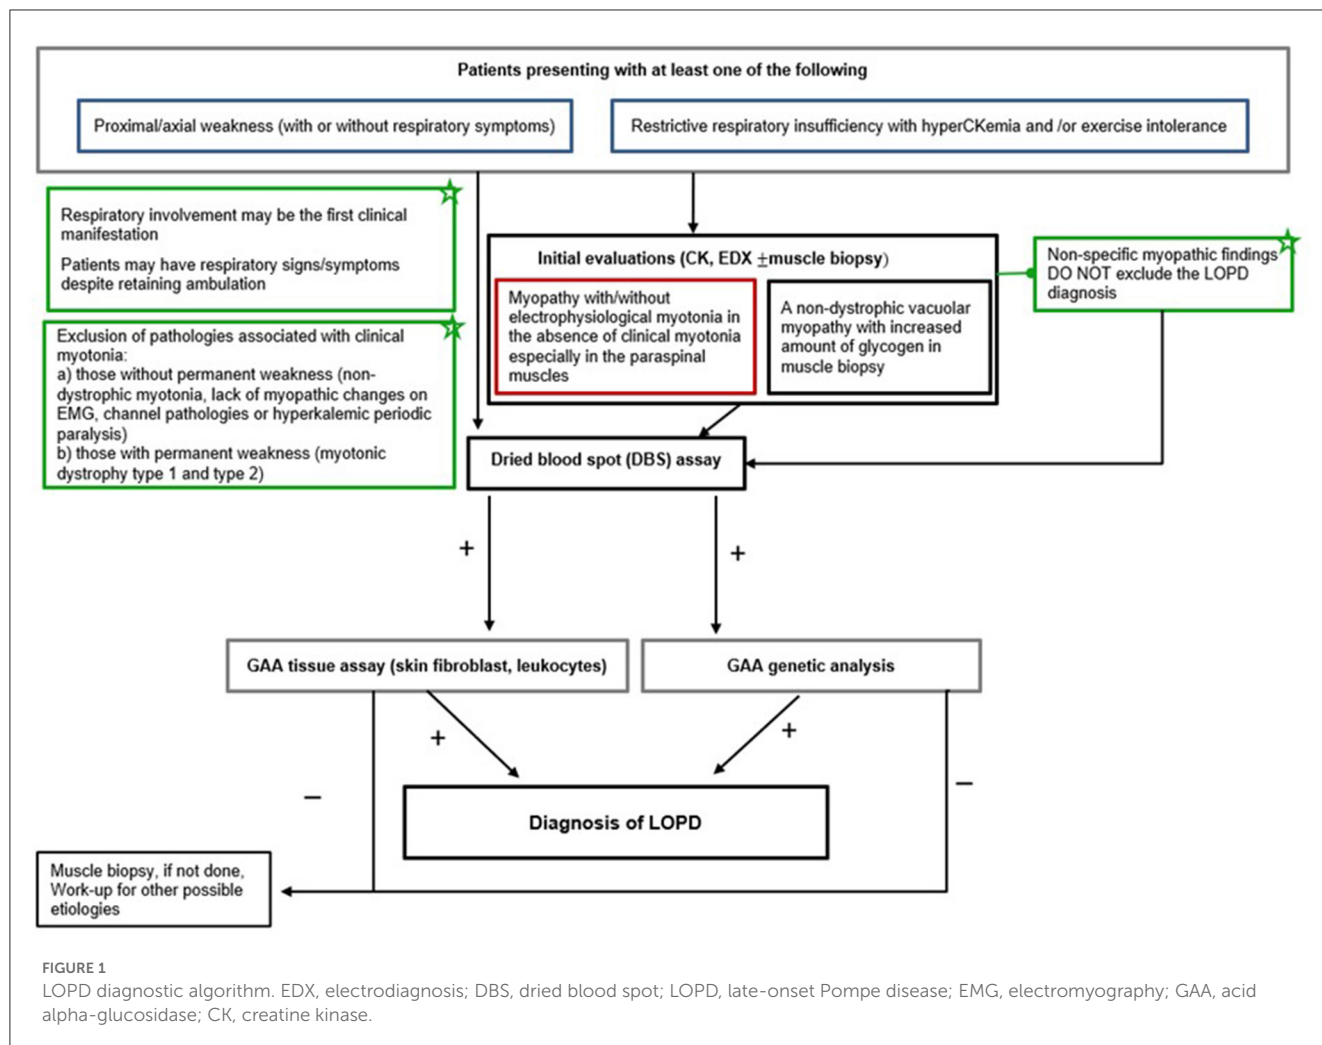 Patients presenting with at least one of the following
Proximal/axial weakness (with or without respiratory symptoms)
Restrictive respiratory insufficiency with hyperCKemia and /or exercise intolerance
Respiratory involvement may be the first clinical
manifestation
Patients may have respiratory signs/symptoms
despite retaining ambulation
Initial evaluations (CK, EDX ±muscle biopsy)
Myopathy with/without
electrophysiological myotonia in
the absence of clinical myotonia
especially in the paraspinal
muscles
A non-dystrophic vacuolar
myopathy with increased
amount of glycogen in
muscle biopsy
Non-specific myopathic findings
DO NOT exclude the LOPD
diagnosis
Exclusion of pathologies associated with clinical
myotonia:
a) those without permanent weakness (non-
dystrophic myotonia, lack of myopathic changes on
EMG, channel pathologies or hyperkalemic periodic
paralysis)
b) those with permanent weakness (myotonic
dystrophy type 1 and type 2)
Dried blood spot (DBS) assay
+
+
GAA tissue assay (skin fibroblast, leukocytes)
GAA genetic analysis
+
+
–
–
Diagnosis of LOPD
Muscle biopsy, if not done,
Work-up for other possible
etiologies
FIGURE 1
LOPD diagnostic algorithm. EDX, electrodiagnosis; DBS, dried blood spot; LOPD, late-onset Pompe disease; EMG, electromyography; GAA, acid
alpha-glucosidase; CK, creatine kinase.